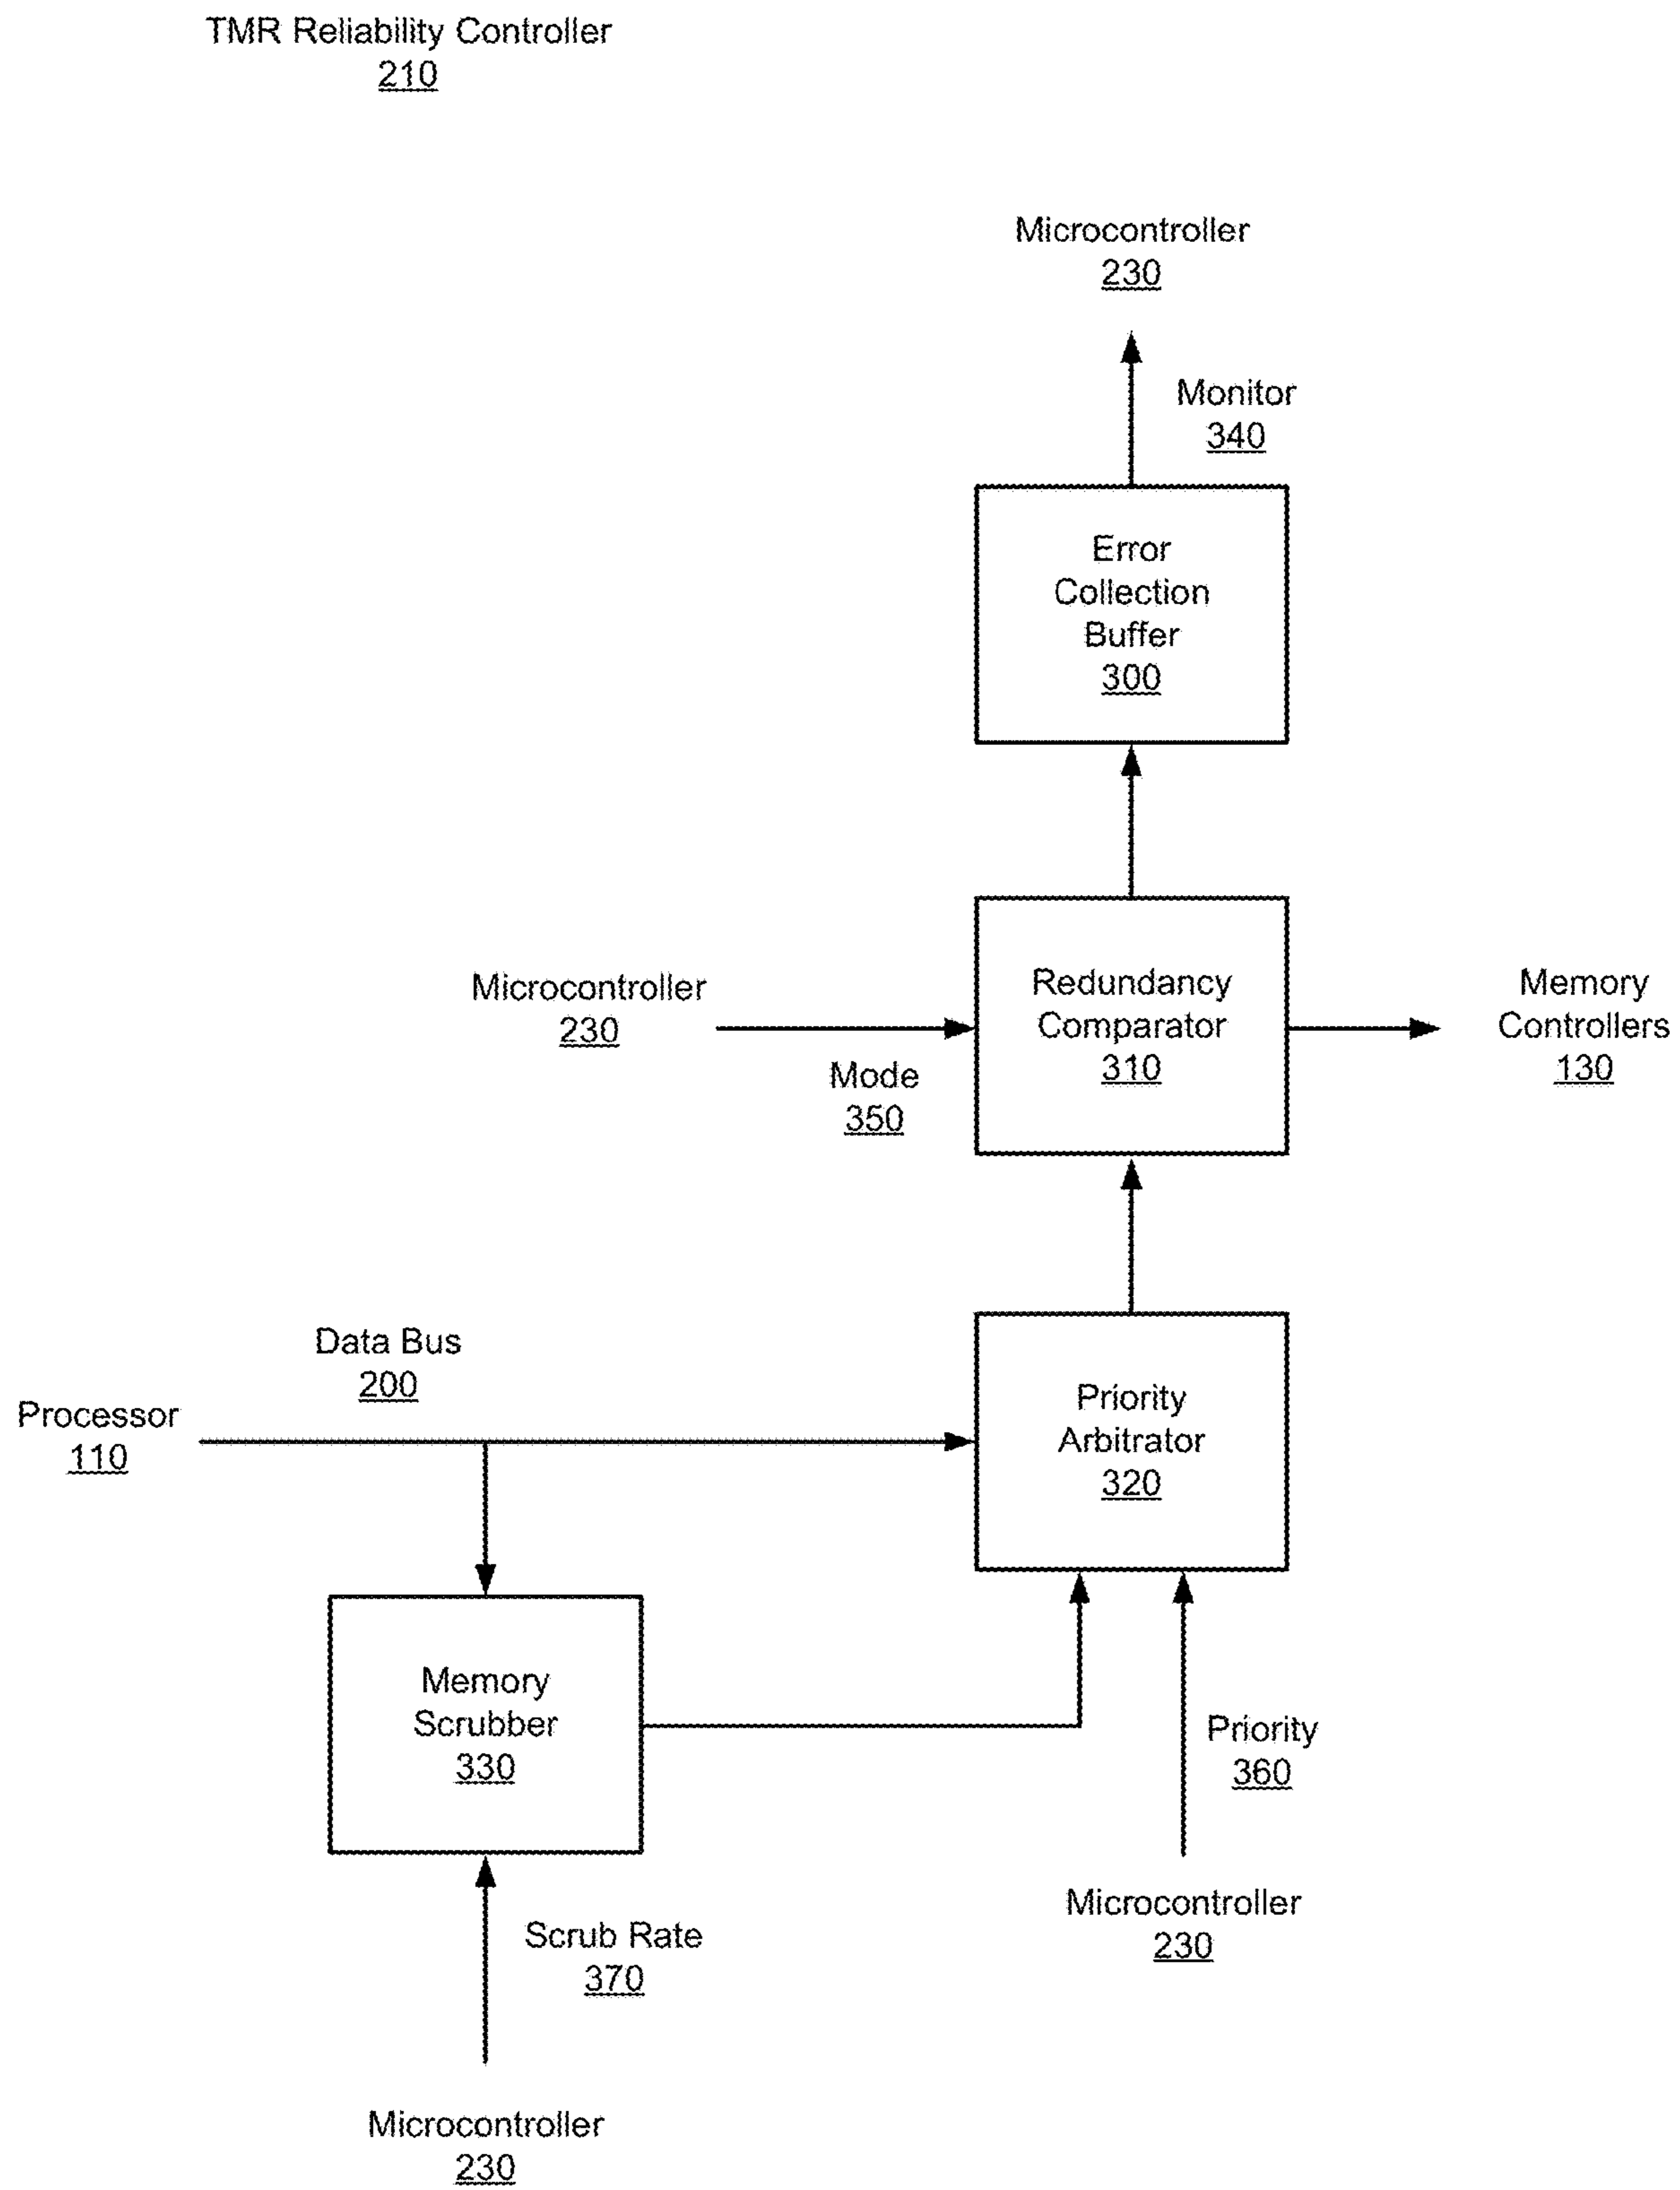 TMR Reliability Controller
210
Microcontroller
230
Monitor
340
Error
Collection
Buffer
300
Microcontroller
230
Mode
350
Redundancy
Comparator
310
Memory
Controllers
130
Data Bus
200
Processor
110
Priority
Arbitrator
320
Memory
Scrubber
330
Priority
360
Microcontroller
230
Scrub Rate
370
Microcontroller
230